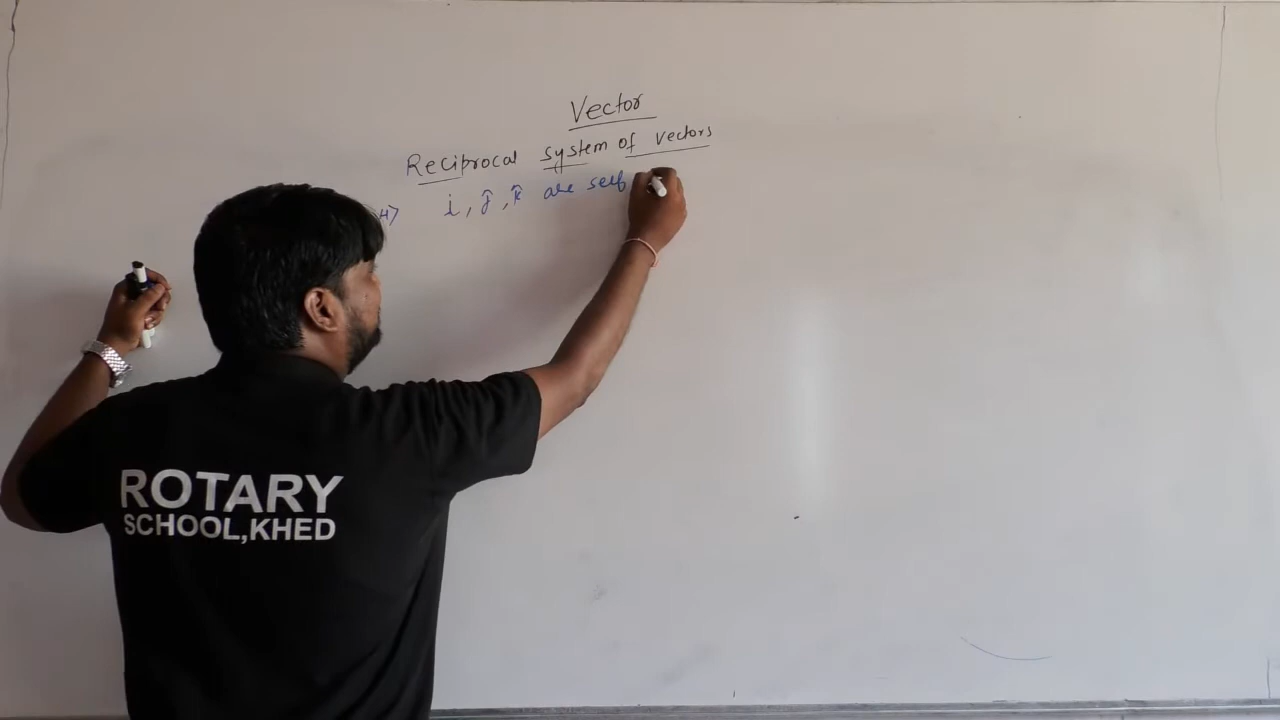 Vector
Reciprocal system of vectors
î, ĵ, k̂ are self
ROTARY
SCHOOL,KHED